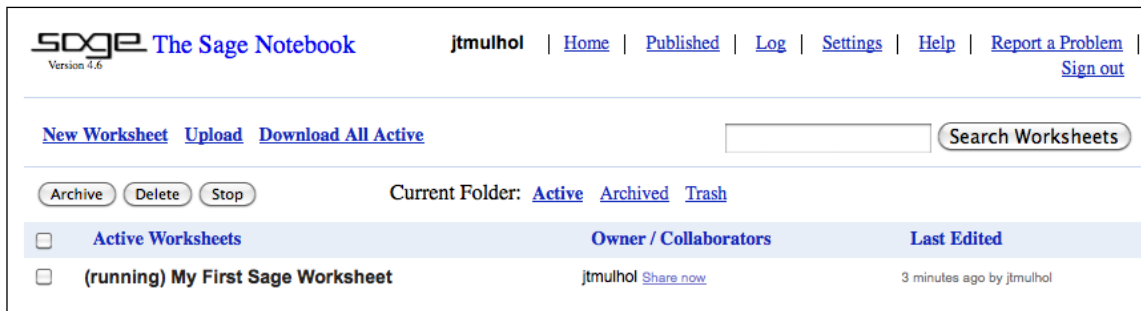 sage The Sage Notebook jtmulhol | Home | Published | Log | Settings | Help | Report a Problem |
Version 4.6 Sign out
New Worksheet Upload Download All Active Search Worksheets
Archive Delete Stop Current Folder: Active Archived Trash
Active Worksheets Owner / Collaborators Last Edited
(running) My First Sage Worksheet jtmulhol Share now 3 minutes ago by jtmulhol